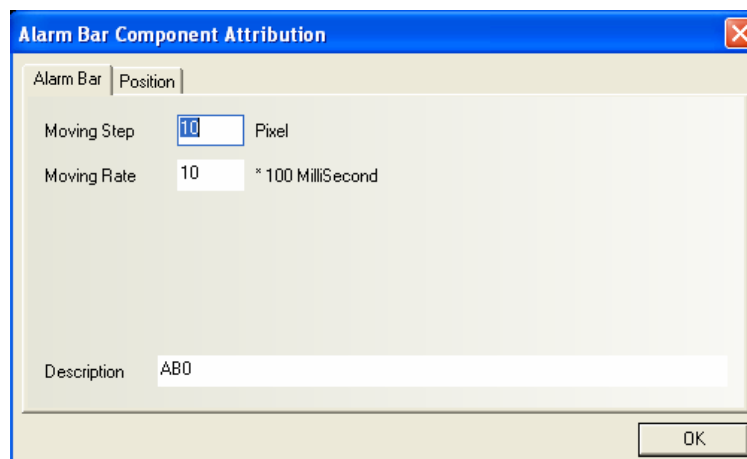 Alarm Bar Component Attribution
Alarm Bar Position
Moving Step 10 Pixel
Moving Rate 10 * 100 MilliSecond
Description AB0
OK